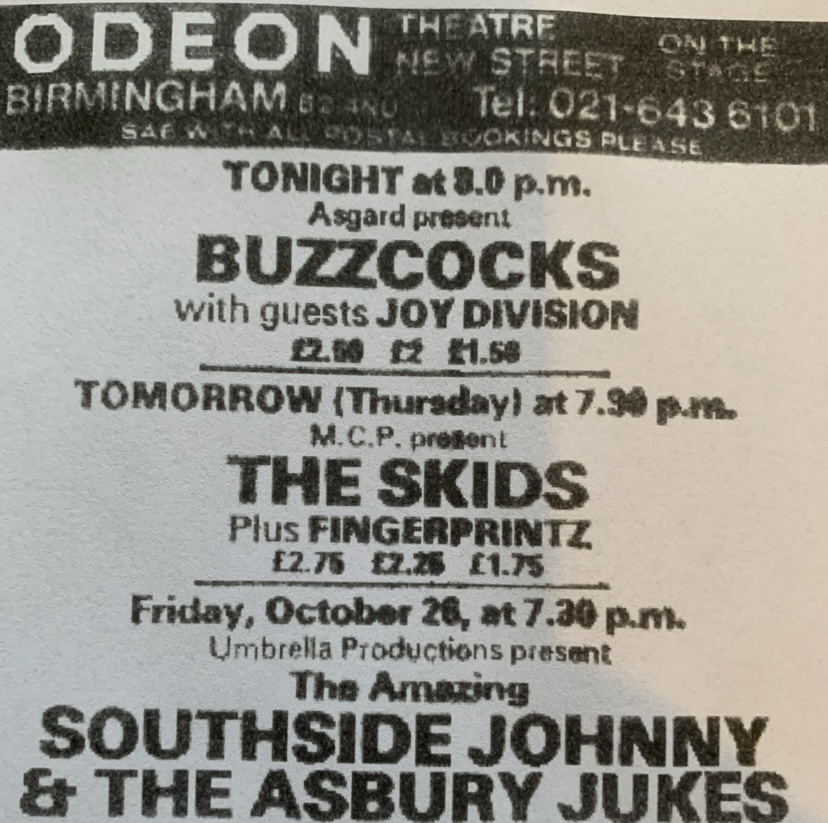 ODEON THEATRE
NEW STREET ON THE STAGE
BIRMINGHAM B2 4NU Tel: 021-643 6101
SAE WITH ALL POSTAL BOOKINGS PLEASE
TONIGHT at 8.0 p.m.
Asgard present
BUZZCOCKS
with guests JOY DIVISION
£2.50 £2 £1.50
TOMORROW (Thursday) at 7.30 p.m.
M.C.P. present
THE SKIDS
Plus FINGERPRINTZ
£2.75 £2.25 £1.75
Friday, October 26, at 7.30 p.m.
Umbrella Productions present
The Amazing
SOUTHSIDE JOHNNY
& THE ASBURY JUKES